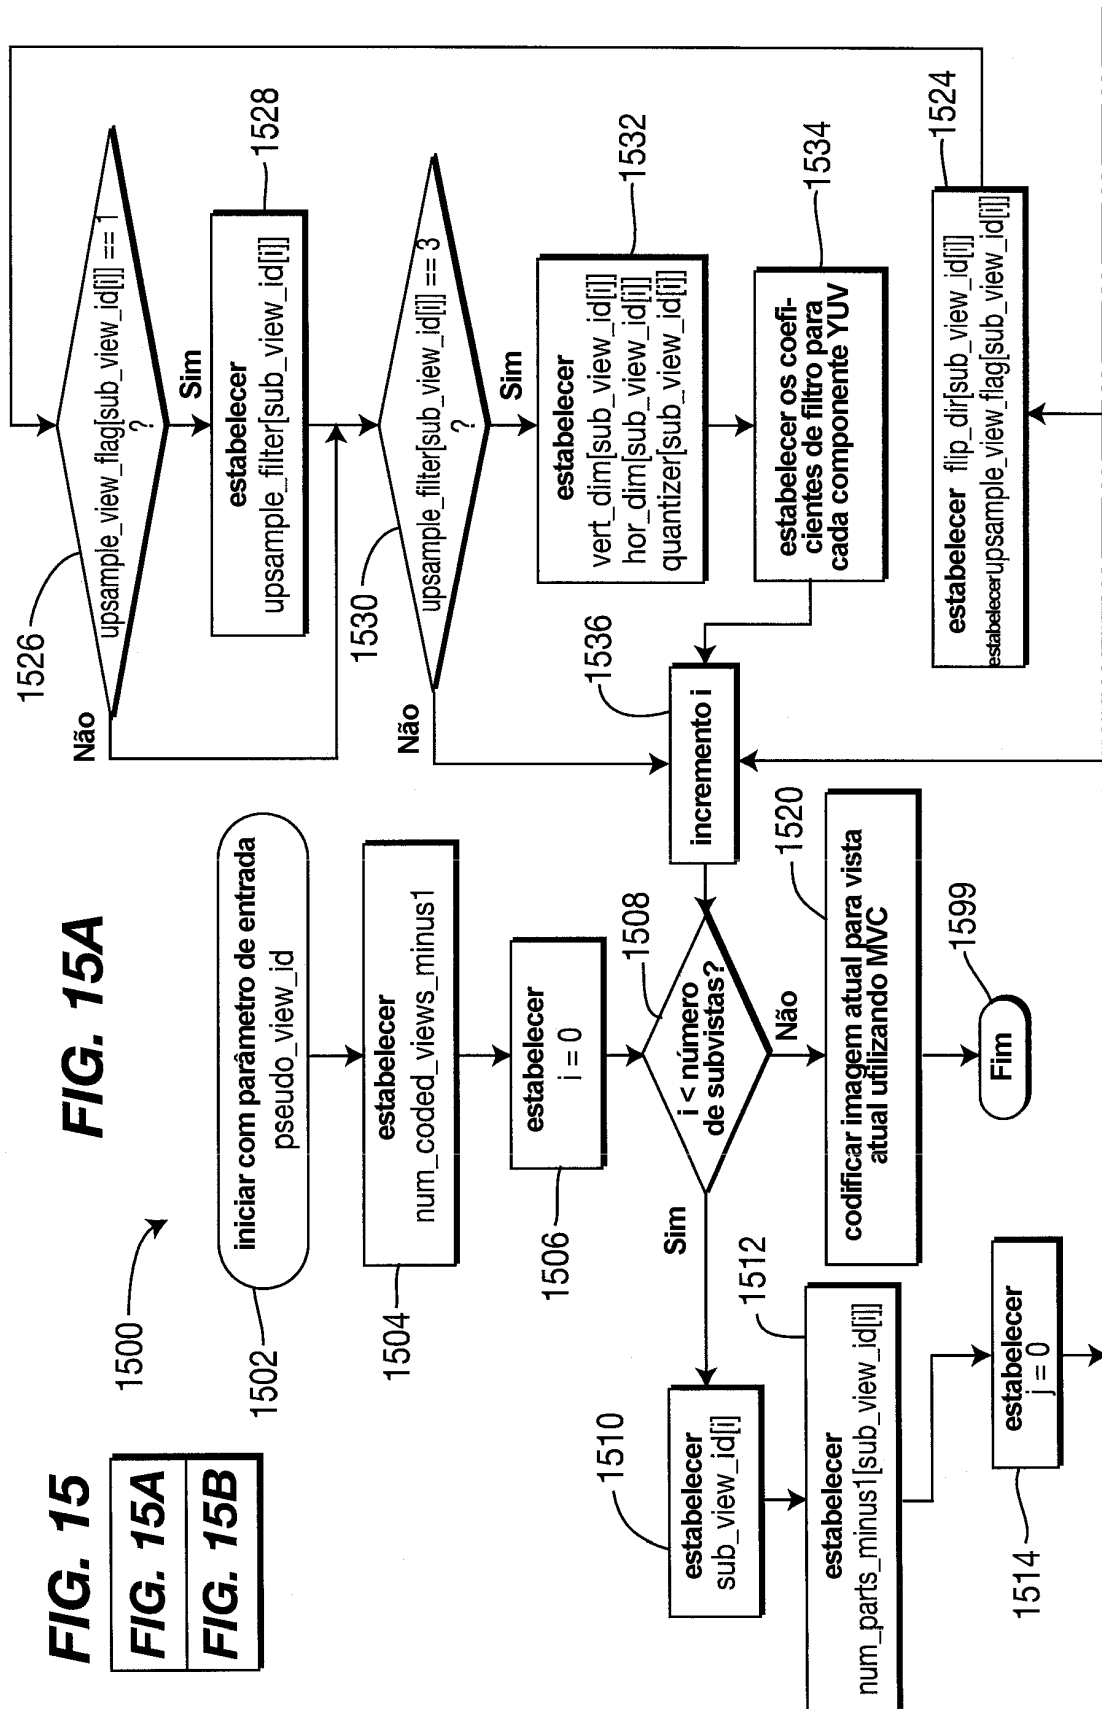 FIG. 15
FIG. 15A
FIG. 15B
FIG. 15A
1500
1502
iniciar com parâmetro de entrada
pseudo_view_id
1504
estabelecer
num_coded_views_minus1
1506
estabelecer
i = 0
1508
i < número
de subvistas?
Sim
Não
1510
estabelecer
sub_view_id[i]
1512
estabelecer
num_parts_minus1[sub_view_id[i]]
1514
estabelecer
j = 0
1520
codificar imagem atual para vista
atual utilizando MVC
1599
Fim
1526
upsample_view_flag[sub_view_id[i]] == 1
?
Não
Sim
1528
estabelecer
upsample_filter[sub_view_id[i]]
1530
upsample_filter[sub_view_id[i]] == 3
?
Não
Sim
1532
estabelecer
vert_dim[sub_view_id[i]]
hor_dim[sub_view_id[i]]
quantizer[sub_view_id[i]]
1534
estabelecer os coefi-
cientes de filtro para
cada componente YUV
1536
incremento i
1524
estabelecer flip_dir[sub_view_id[i]]
estabelecer upsample_view_flag[sub_view_id[i]]